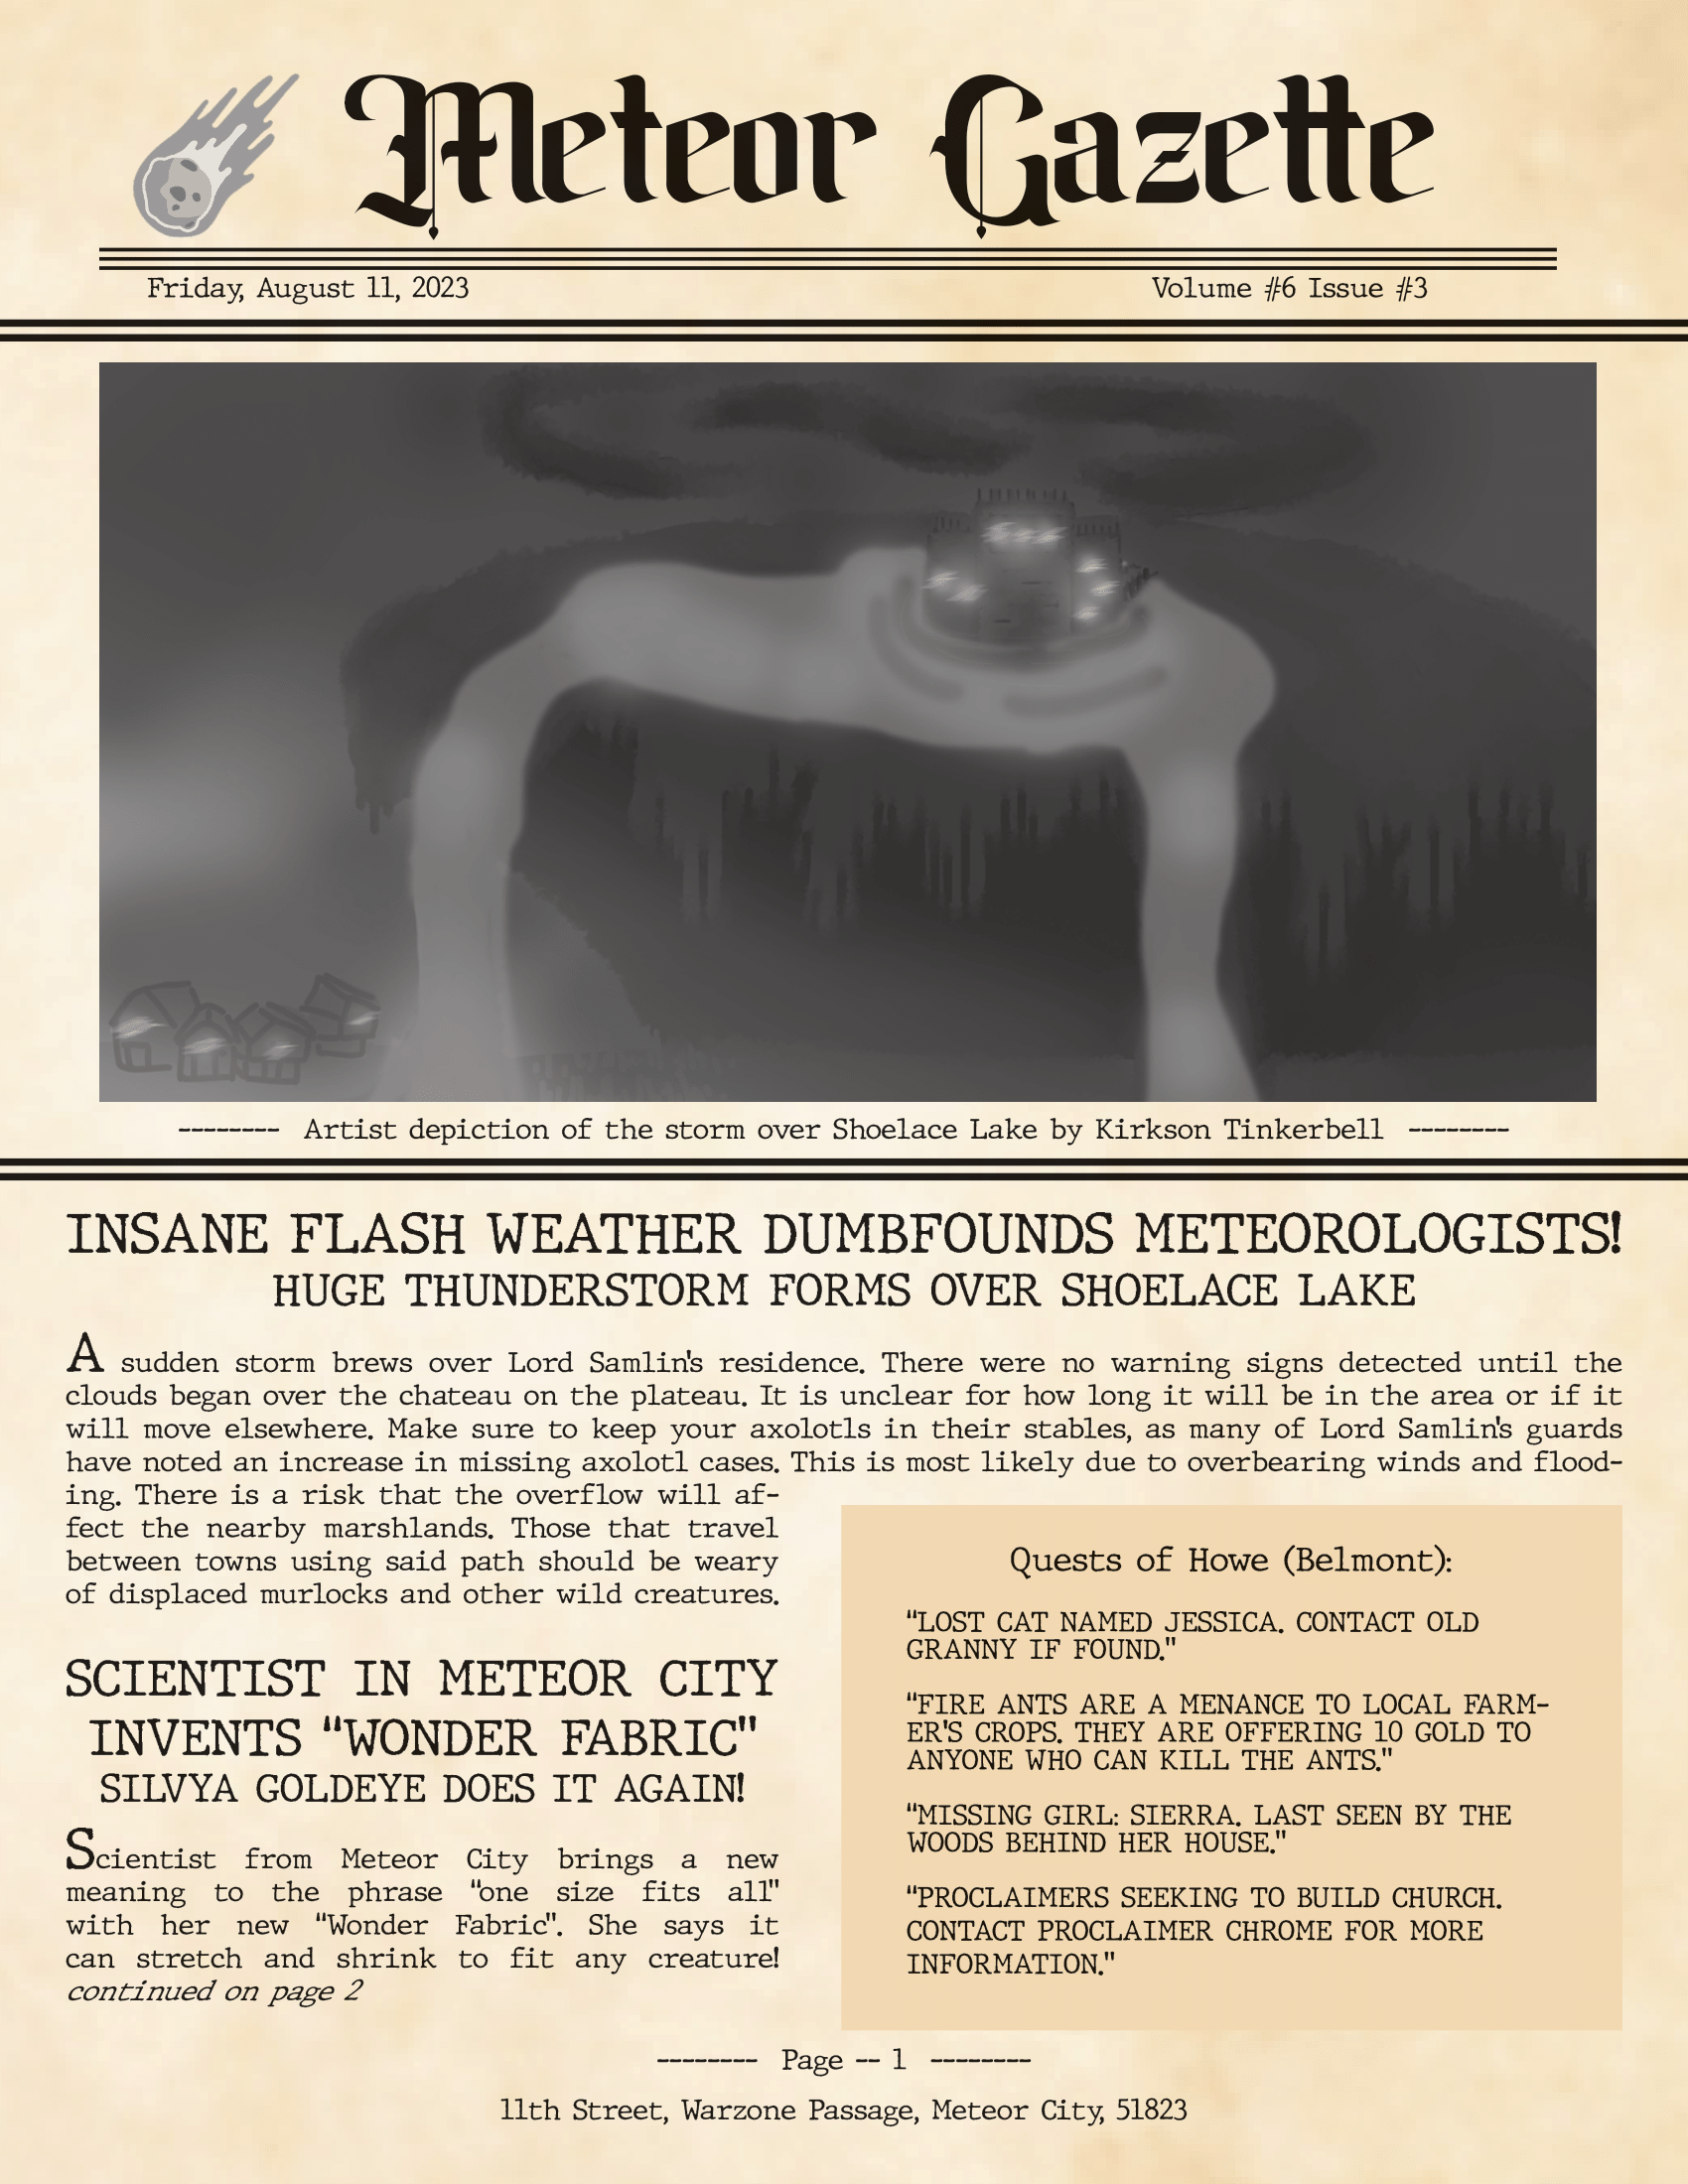 Meteor Gazette
Friday, August 11, 2023
Volume #6 Issue #3
-------- Artist depiction of the storm over Shoelace Lake by Kirkson Tinkerbell --------
INSANE FLASH WEATHER DUMBFOUNDS METEOROLOGISTS!
HUGE THUNDERSTORM FORMS OVER SHOELACE LAKE
A sudden storm brews over Lord Samlin's residence. There were no warning signs detected until the
clouds began over the chateau on the plateau. It is unclear for how long it will be in the area or if it
will move elsewhere. Make sure to keep your axolotls in their stables, as many of Lord Samlin's guards
have noted an increase in missing axolotl cases. This is most likely due to overbearing winds and flood-
ing. There is a risk that the overflow will af-
fect the nearby marshlands. Those that travel
between towns using said path should be weary
of displaced murlocks and other wild creatures.
SCIENTIST IN METEOR CITY
INVENTS "WONDER FABRIC"
SILVYA GOLDEYE DOES IT AGAIN!
Scientist from Meteor City brings a new
meaning to the phrase "one size fits all"
with her new "Wonder Fabric". She says it
can stretch and shrink to fit any creature!
continued on page 2
Quests of Howe (Belmont):
"LOST CAT NAMED JESSICA. CONTACT OLD
GRANNY IF FOUND."
"FIRE ANTS ARE A MENANCE TO LOCAL FARM-
ER'S CROPS. THEY ARE OFFERING 10 GOLD TO
ANYONE WHO CAN KILL THE ANTS."
"MISSING GIRL: SIERRA. LAST SEEN BY THE
WOODS BEHIND HER HOUSE."
"PROCLAIMERS SEEKING TO BUILD CHURCH.
CONTACT PROCLAIMER CHROME FOR MORE
INFORMATION."
-------- Page -- 1 --------
11th Street, Warzone Passage, Meteor City, 51823